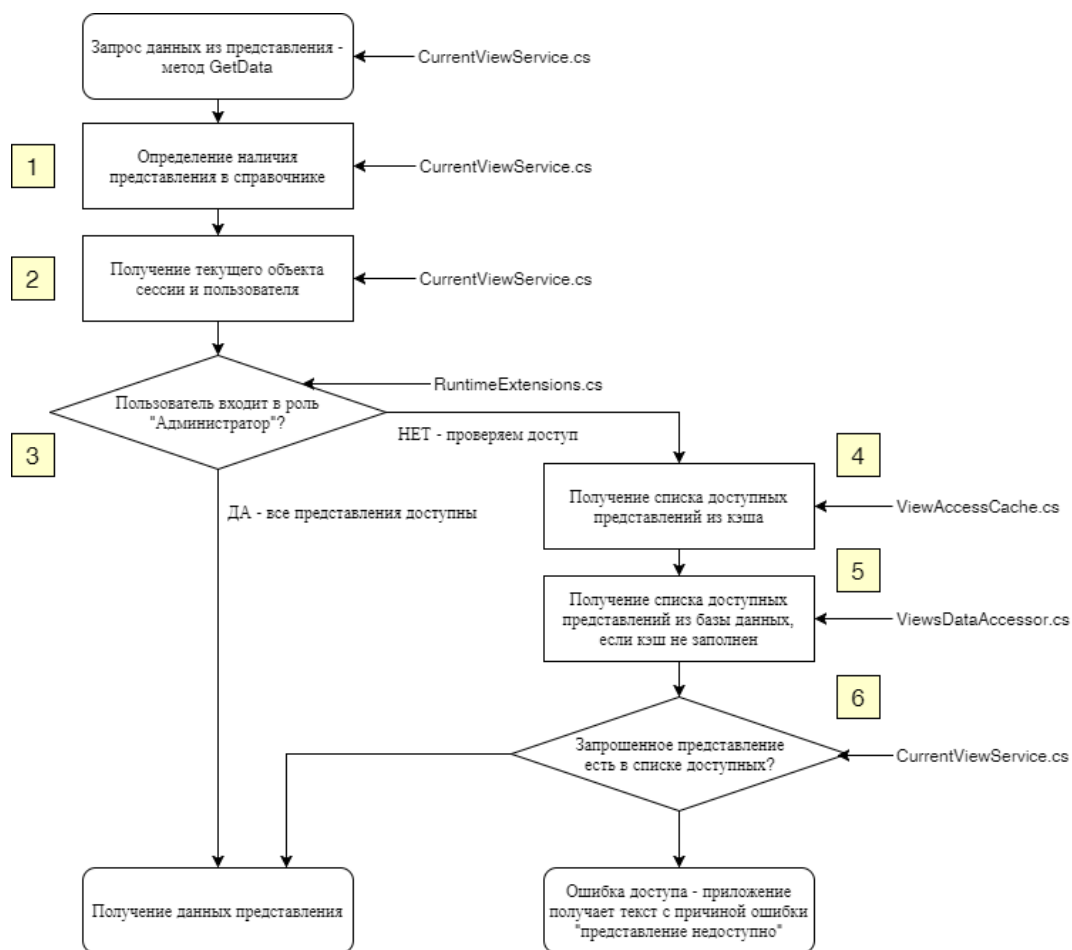 Запрос данных из представления -
метод GetData
CurrentViewService.cs
1
Определение наличия
представления в справочнике
CurrentViewService.cs
2
Получение текущего объекта
сессии и пользователя
CurrentViewService.cs
RuntimeExtensions.cs
Пользователь входит в роль
"Администратор"?
НЕТ - проверяем доступ
3
4
ДА - все представления доступны
Получение списка доступных
представлений из кэша
ViewAccessCache.cs
5
Получение списка доступных
представлений из базы данных,
если кэш не заполнен
ViewsDataAccessor.cs
6
Запрошенное представление
есть в списке доступных?
CurrentViewService.cs
Получение данных представления
Ошибка доступа - приложение
получает текст с причиной ошибки
"представление недоступно"